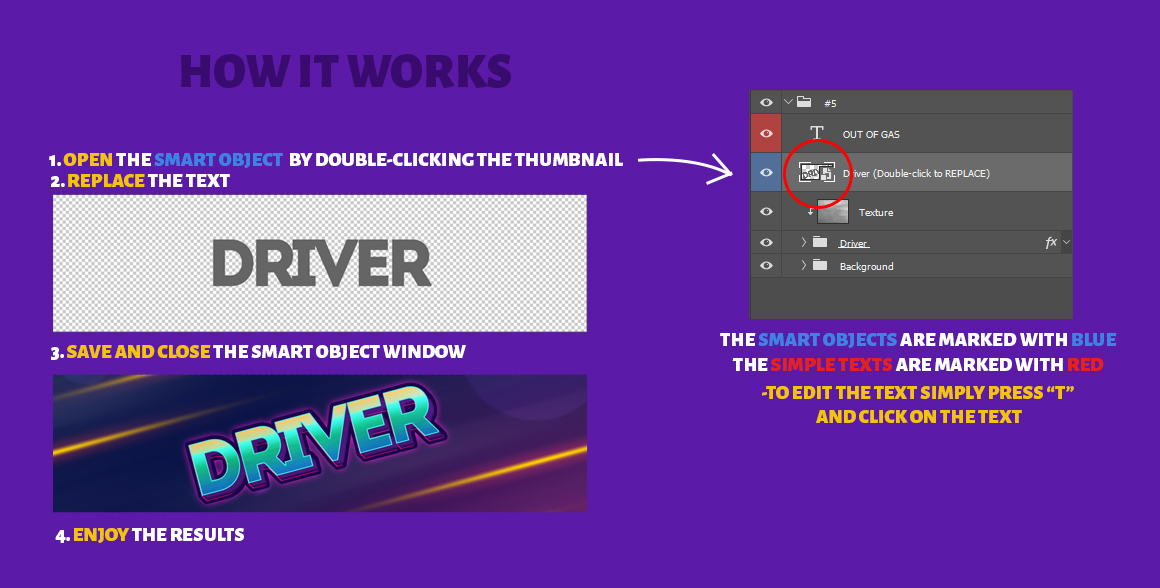 HOW IT WORKS
1. OPEN THE SMART OBJECT BY DOUBLE-CLICKING THE THUMBNAIL
2. REPLACE THE TEXT
DRIVER
3. SAVE AND CLOSE THE SMART OBJECT WINDOW
DRIVER
4. ENJOY THE RESULTS
#5
T OUT OF GAS
Driver (Double-click to REPLACE)
Texture
Driver fx
Background
THE SMART OBJECTS ARE MARKED WITH BLUE
THE SIMPLE TEXTS ARE MARKED WITH RED
-TO EDIT THE TEXT SIMPLY PRESS “T”
AND CLICK ON THE TEXT